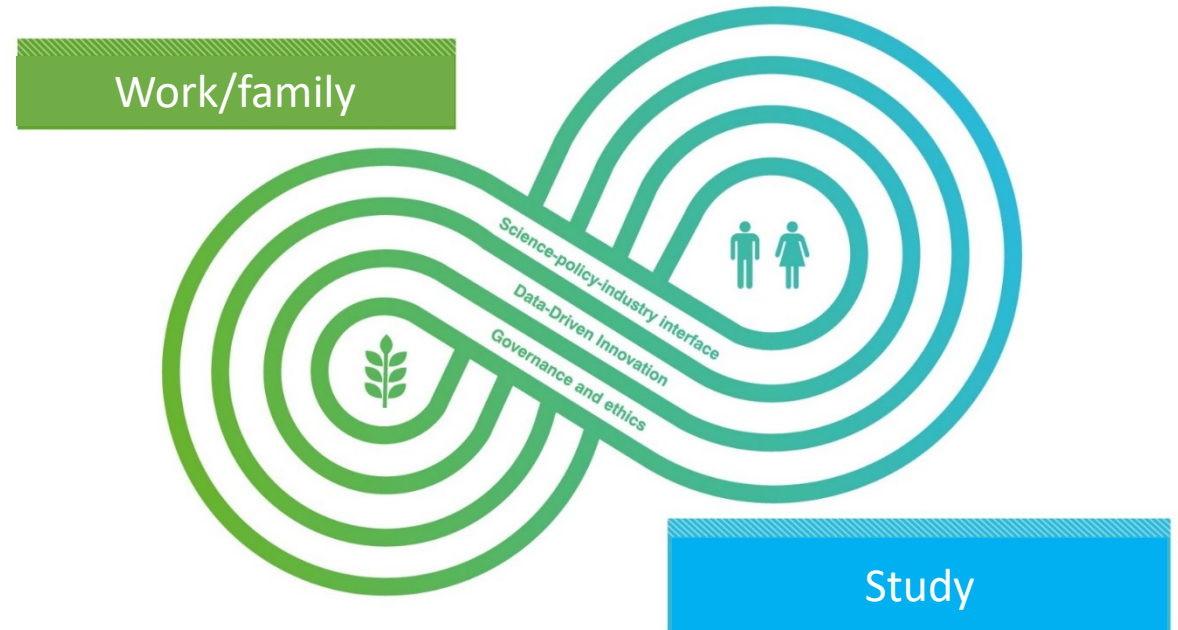 Work/family
Science-policy-industry interface
Data-Driven Innovation
Governance and ethics
Study